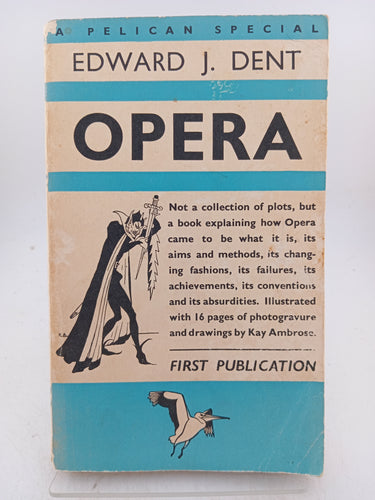 A PELICAN SPECIAL
EDWARD J. DENT
OPERA
Not a collection of plots, but
a book explaining how Opera
came to be what it is, its
aims and methods, its chang-
ing fashions, its failures, its
achievements, its conventions
and its absurdities. Illustrated
with 16 pages of photogravure
and drawings by Kay Ambrose.
FIRST PUBLICATION